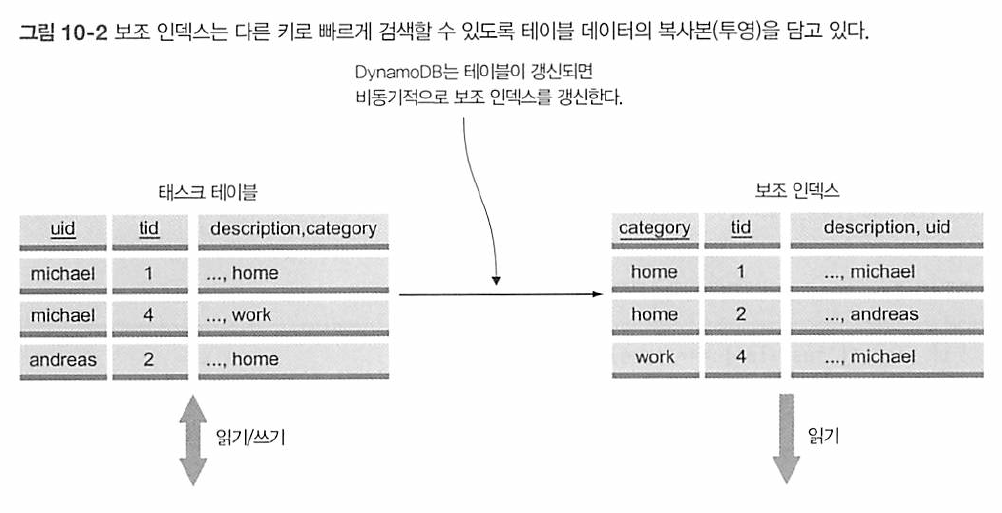 그림 10-2 보조 인덱스는 다른 키로 빠르게 검색할 수 있도록 테이블 데이터의 복사본(투영)을 담고 있다.
DynamoDB는 테이블이 갱신되면
비동기적으로 보조 인덱스를 갱신한다.
태스크 테이블
uid tid description,category
michael 1 ..., home
michael 4 ..., work
andreas 2 ..., home
읽기/쓰기
보조 인덱스
category tid description, uid
home 1 ..., michael
home 2 ..., andreas
work 4 ..., michael
읽기